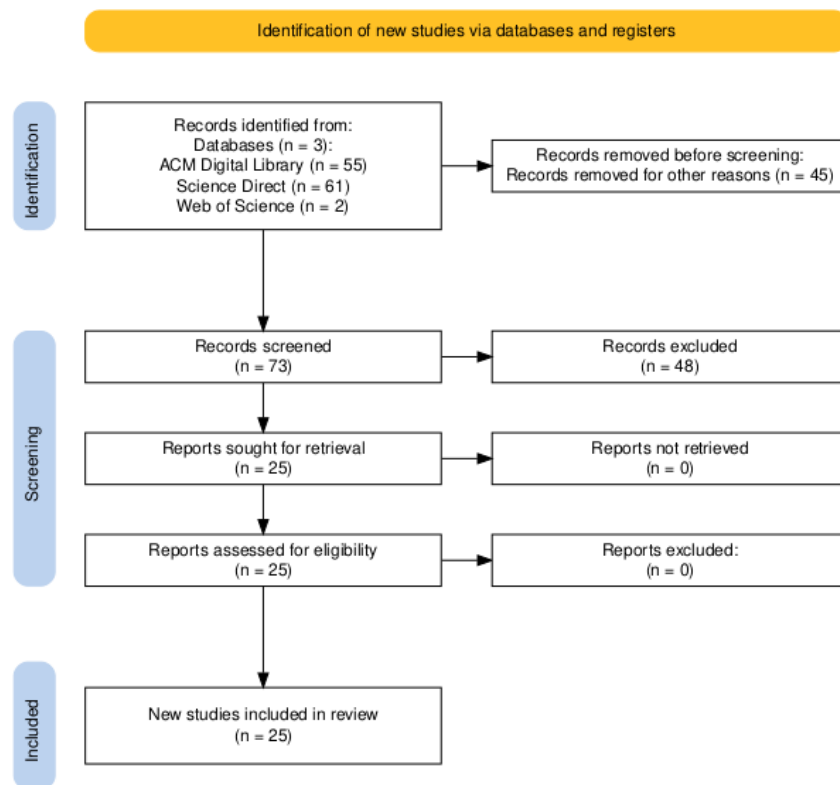 Identification of new studies via databases and registers
Identification
Records identified from:
Databases (n = 3):
ACM Digital Library (n = 55)
Science Direct (n = 61)
Web of Science (n = 2)
Records removed before screening:
Records removed for other reasons (n = 45)
Screening
Records screened
(n = 73)
Records excluded
(n = 48)
Reports sought for retrieval
(n = 25)
Reports not retrieved
(n = 0)
Reports assessed for eligibility
(n = 25)
Reports excluded:
(n = 0)
Included
New studies included in review
(n = 25)